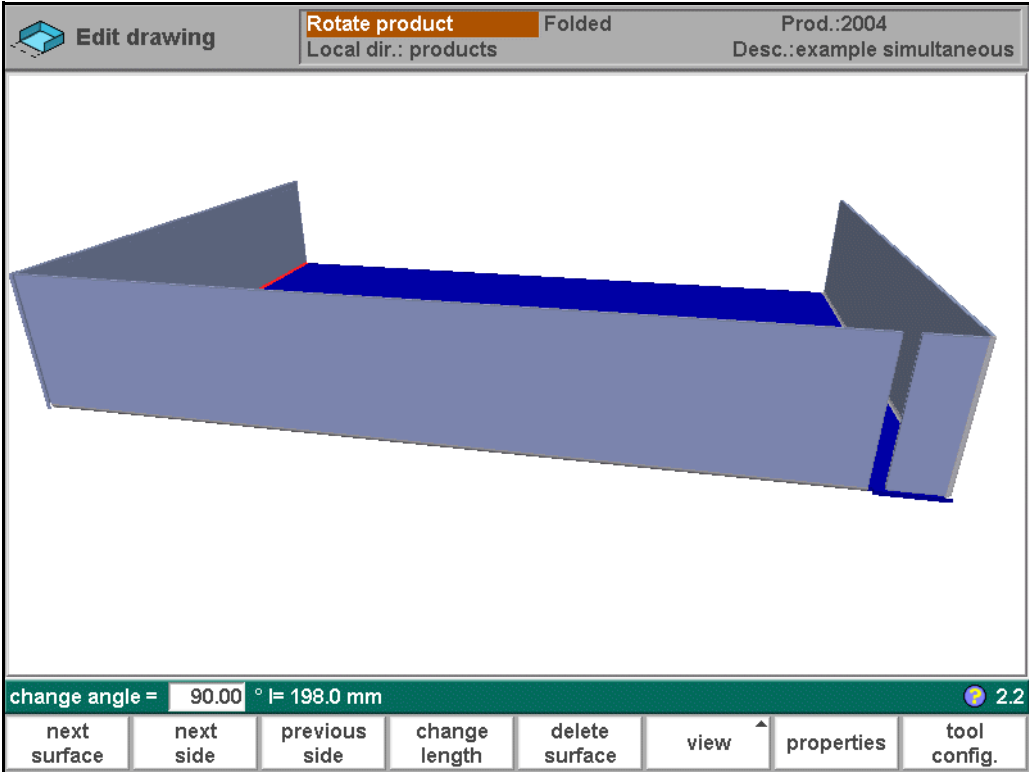 Edit drawing
Rotate product Folded Prod.:2004
Local dir.: products Desc.:example simultaneous
change angle = 90.00 ° l= 198.0 mm ? 2.2
next surface
next side
previous side
change length
delete surface
view
properties
tool config.